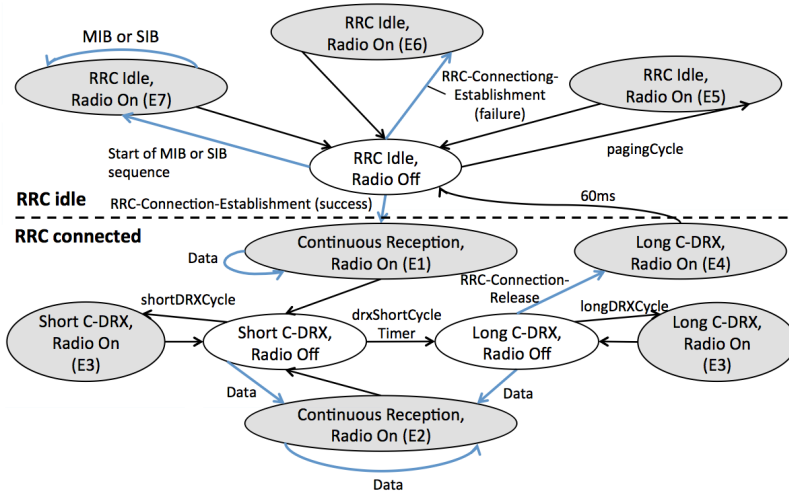 MIB or SIB
RRC Idle,
Radio On (E6)
RRC Idle,
Radio On (E7)
RRC-Connectiong-
Establishment
(failure)
RRC Idle,
Radio On (E5)
Start of MIB or SIB
sequence
RRC Idle,
Radio Off
pagingCycle
RRC idle
RRC-Connection-Establishment (success)
60ms
RRC connected
Data
Continuous Reception,
Radio On (E1)
Long C-DRX,
Radio On (E4)
RRC-Connection-
Release
shortDRXCycle
drxShortCycle
Timer
longDRXCycle
Short C-DRX,
Radio On
(E3)
Short C-DRX,
Radio Off
Long C-DRX,
Radio Off
Long C-DRX,
Radio On
(E3)
Data
Data
Continuous Reception,
Radio On (E2)
Data